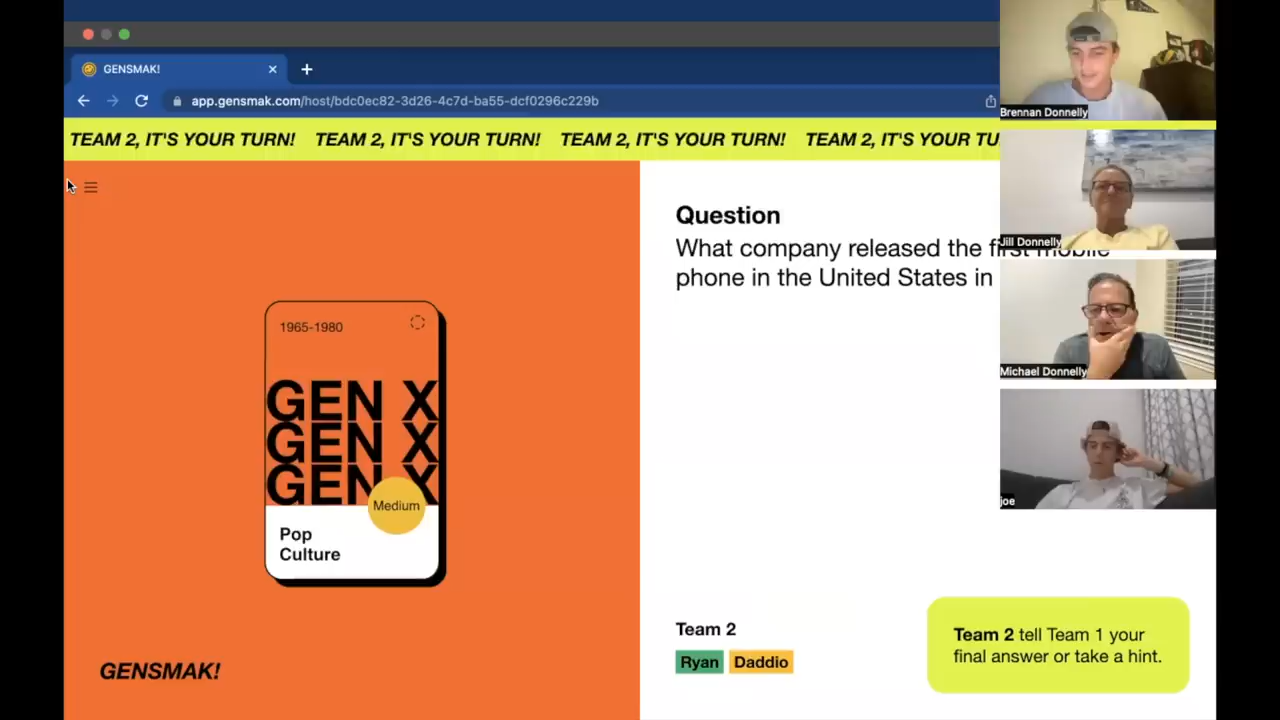 GENSMAK!
app.gensmak.com/host/bdc0ec82-3d26-4c7d-ba55-dcf0296c229b
TEAM 2, IT'S YOUR TURN! TEAM 2, IT'S YOUR TURN! TEAM 2, IT'S YOUR TURN! TEAM 2, IT'S YOUR TU
1965-1980
GEN X
GEN X
GEN X
Medium
Pop
Culture
GENSMAK!
Question
What company released the first mobile
phone in the United States in
Team 2
Ryan Daddio
Team 2 tell Team 1 your
final answer or take a hint.
Brennan Donnelly
Jill Donnelly
Michael Donnelly
joe